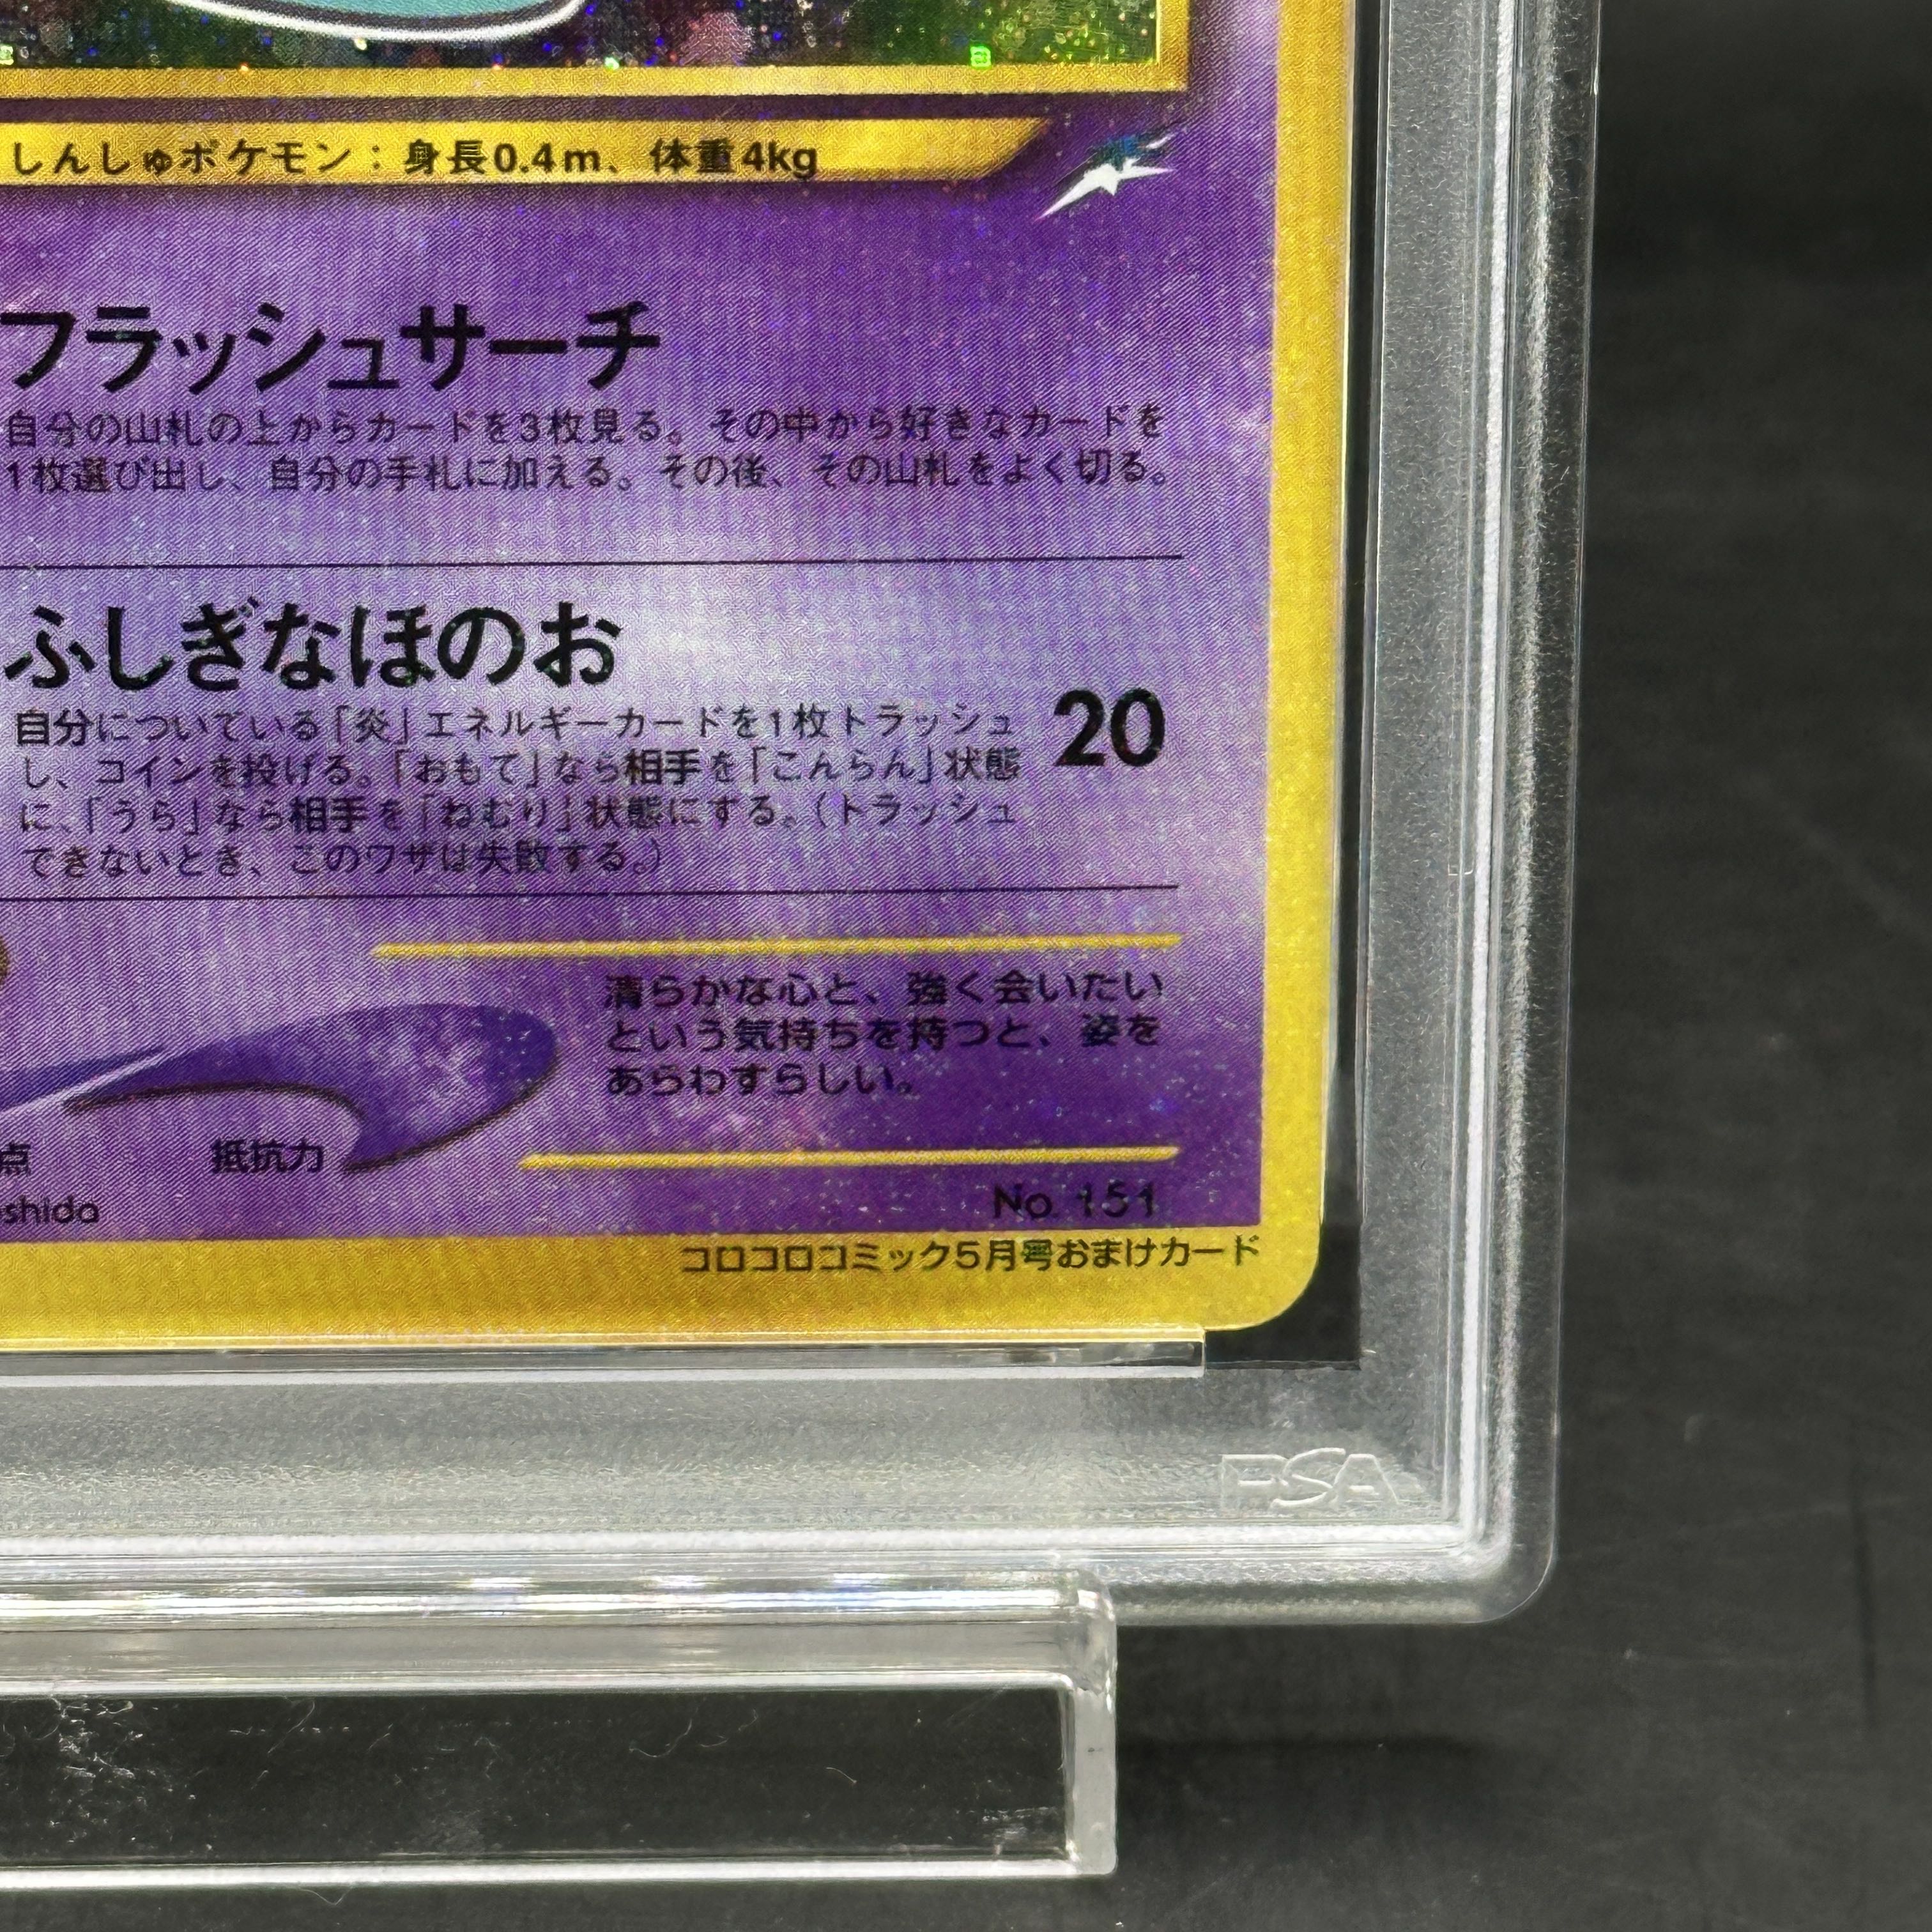 しんしゅポケモン：身長0.4m、体重4kg
フラッシュサーチ
自分の山札の上からカードを3枚見る。その中から好きなカードを
1枚選び出し、自分の手札に加える。その後、その山札をよく切る。
ふしぎなほのお
自分についている「炎」エネルギーカードを1枚トラッシュ
し、コインを投げる。「おもて」なら相手を「こんらん」状態
に、「うら」なら相手を「ねむり」状態にする。（トラッシュ
できないとき、このワザは失敗する。）
20
清らかな心と、強く会いたい
という気持ちを持つと、姿を
あらわすらしい。
点
抵抗力
shida
No. 151
コロコロコミック5月号おまけカード
PSA